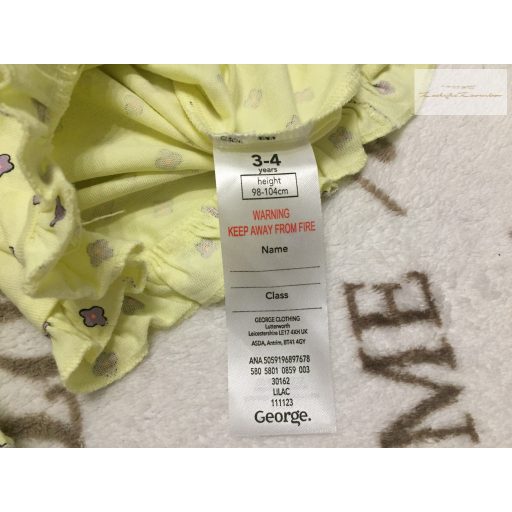 3-4
years
height
98-104cm
WARNING
KEEP AWAY FROM FIRE
Name
Class
GEORGE CLOTHING
Lutterworth
Leicestershire LE17 4XH UK
ASDA, Antrim, BT41 4GY
ANA 5059196897678
580 5801 0859 003
30162
LILAC
111123
George.
ME